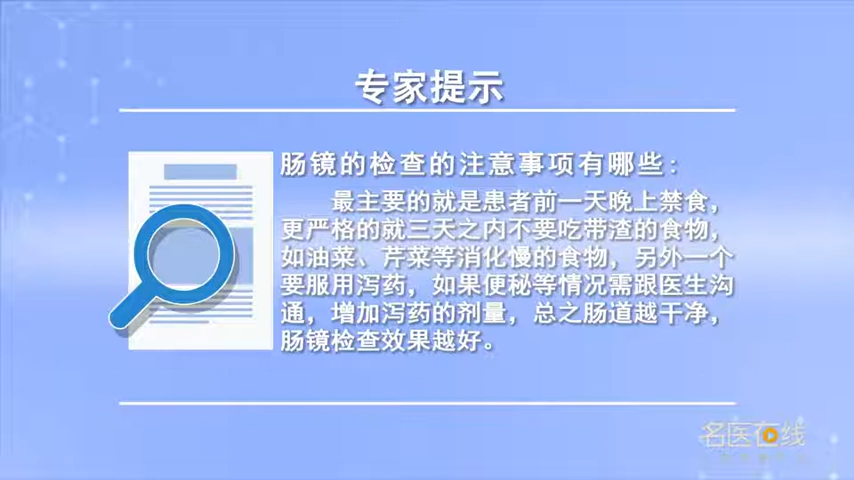 专家提示
肠镜的检查的注意事项有哪些：
最主要的就是患者前一天晚上禁食，
更严格的就三天之内不要吃带渣的食物，
如油菜、芹菜等消化慢的食物，另外一个
要服用泻药，如果便秘等情况需跟医生沟
通，增加泻药的剂量，总之肠道越干净，
肠镜检查效果越好。
名医在线